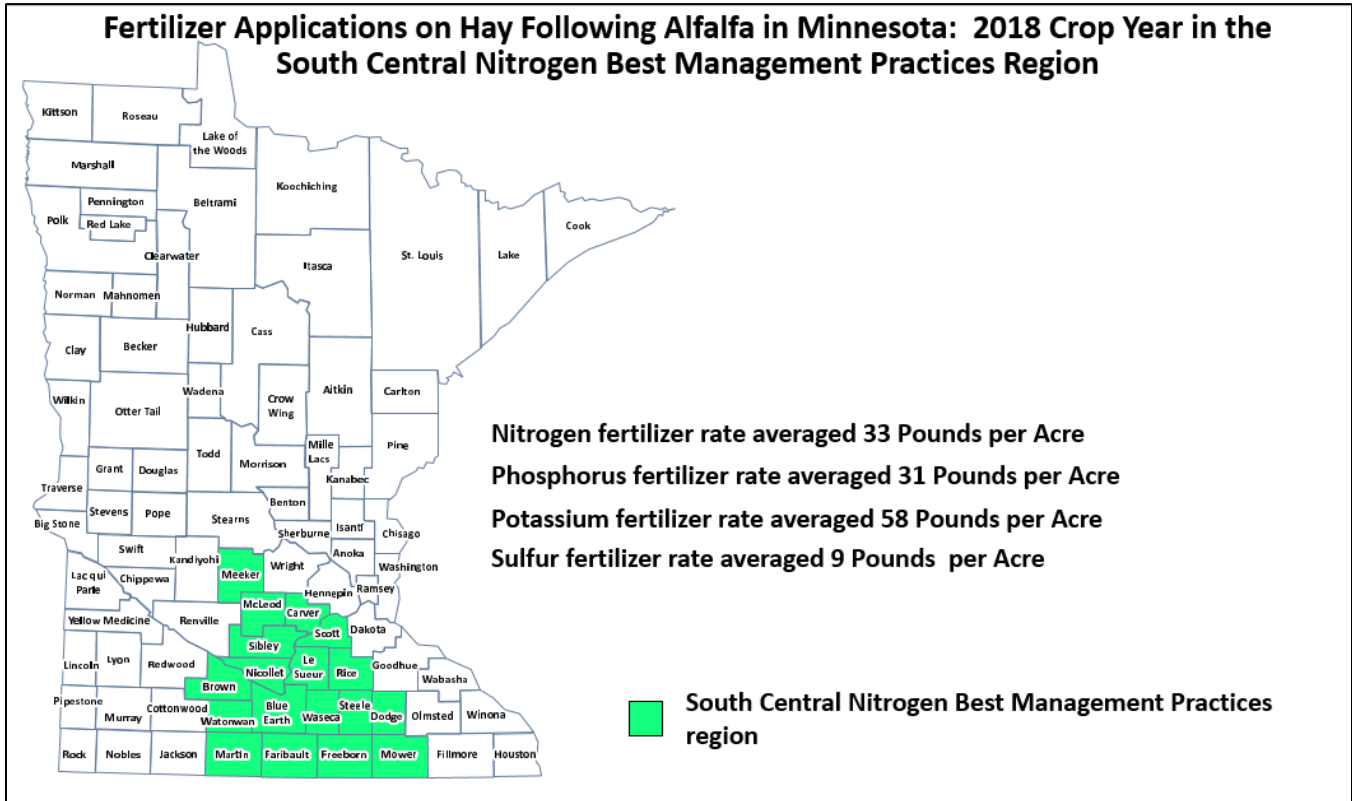 Fertilizer Applications on Hay Following Alfalfa in Minnesota: 2018 Crop Year in the
South Central Nitrogen Best Management Practices Region
Kittson
Roseau
Lake of
the Woods
Marshall
Koochiching
Pennington
Beltrami
Polk
Red Lake
Cook
Clearwater
St. Louis
Lake
Itasca
Norman
Mahnomen
Hubbard
Cass
Clay
Becker
Wadena
Aitkin
Carlton
Wilkin
Otter Tail
Crow
Wing
Nitrogen fertilizer rate averaged 33 Pounds per Acre
Mille
Lacs
Pine
Todd
Morrison
Grant
Douglas
Kanabec
Phosphorus fertilizer rate averaged 31 Pounds per Acre
Traverse
Benton
Stevens
Pope
Stearns
Big Stone
Sherburne
Isanti
Chisago
Potassium fertilizer rate averaged 58 Pounds per Acre
Swift
Kandiyohi
Anoka
Wright
Washington
Sulfur fertilizer rate averaged 9 Pounds per Acre
Lac qui
Parle
Chippewa
Meeker
Hennepin
Ramsey
McLeod
Carver
Yellow Medicine
Renville
Scott
Dakota
Sibley
Lincoln
Lyon
Redwood
Nicollet
Le
Sueur
Rice
Goodhue
Wabasha
Brown
Pipestone
Murray
Cottonwood
Watonwan
Blue
Earth
Waseca
Steele
Dodge
Olmsted
Winona
South Central Nitrogen Best Management Practices
region
Rock
Nobles
Jackson
Martin
Faribault
Freeborn
Mower
Fillmore
Houston